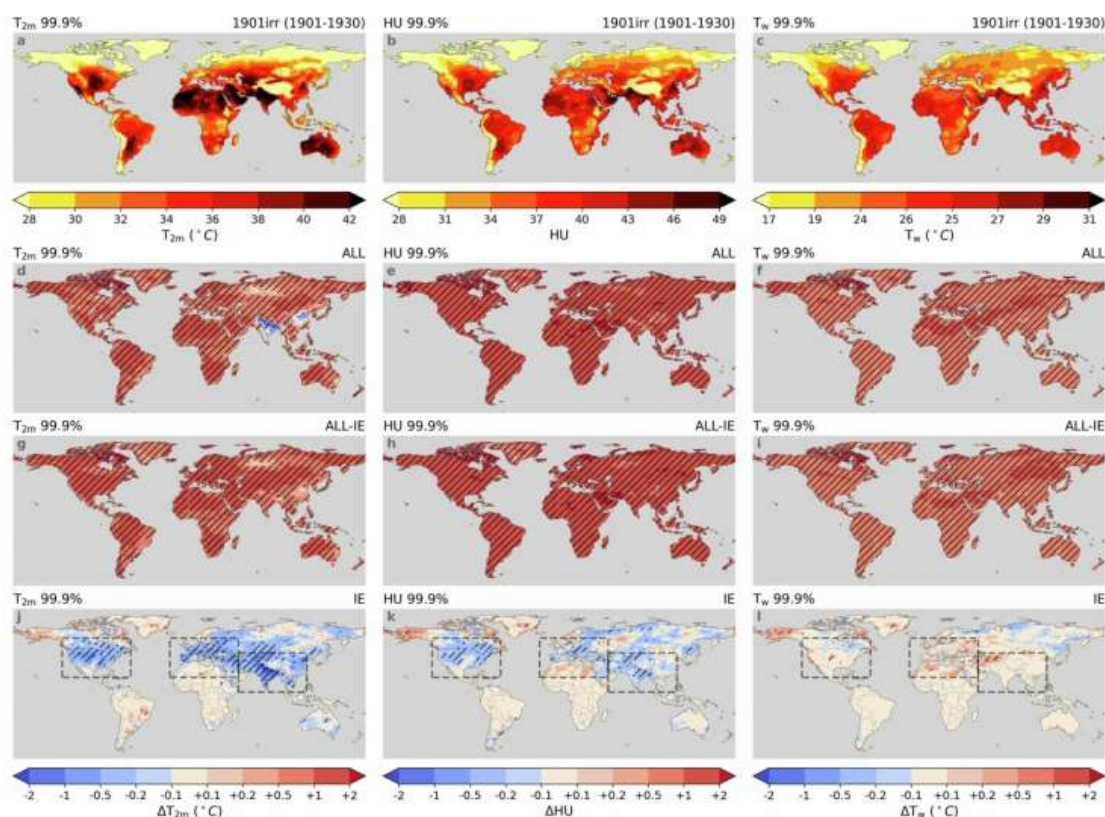 T2m 99.9% 1901irr (1901-1930) HU 99.9% 1901irr (1901-1930) Tw 99.9% 1901irr (1901-1930)
a b c
28 30 32 34 36 38 40 42 28 31 34 37 40 43 46 49 17 19 24 26 25 27 29 31
T2m (°C) HU Tw (°C)
T2m 99.9% ALL HU 99.9% ALL Tw 99.9% ALL
d e f
T2m 99.9% ALL-IE HU 99.9% ALL-IE Tw 99.9% ALL-IE
g h i
T2m 99.9% IE HU 99.9% IE Tw 99.9% IE
j k l
-2 -1 -0.5 -0.2 -0.1 +0.1 +0.2 +0.5 +1 +2 -2 -1 -0.5 -0.2 -0.1 +0.1 +0.2 +0.5 +1 +2 -2 -1 -0.5 -0.2 -0.1 +0.1 +0.2 +0.5 +1 +2
ΔT2m (°C) ΔHU ΔTw (°C)